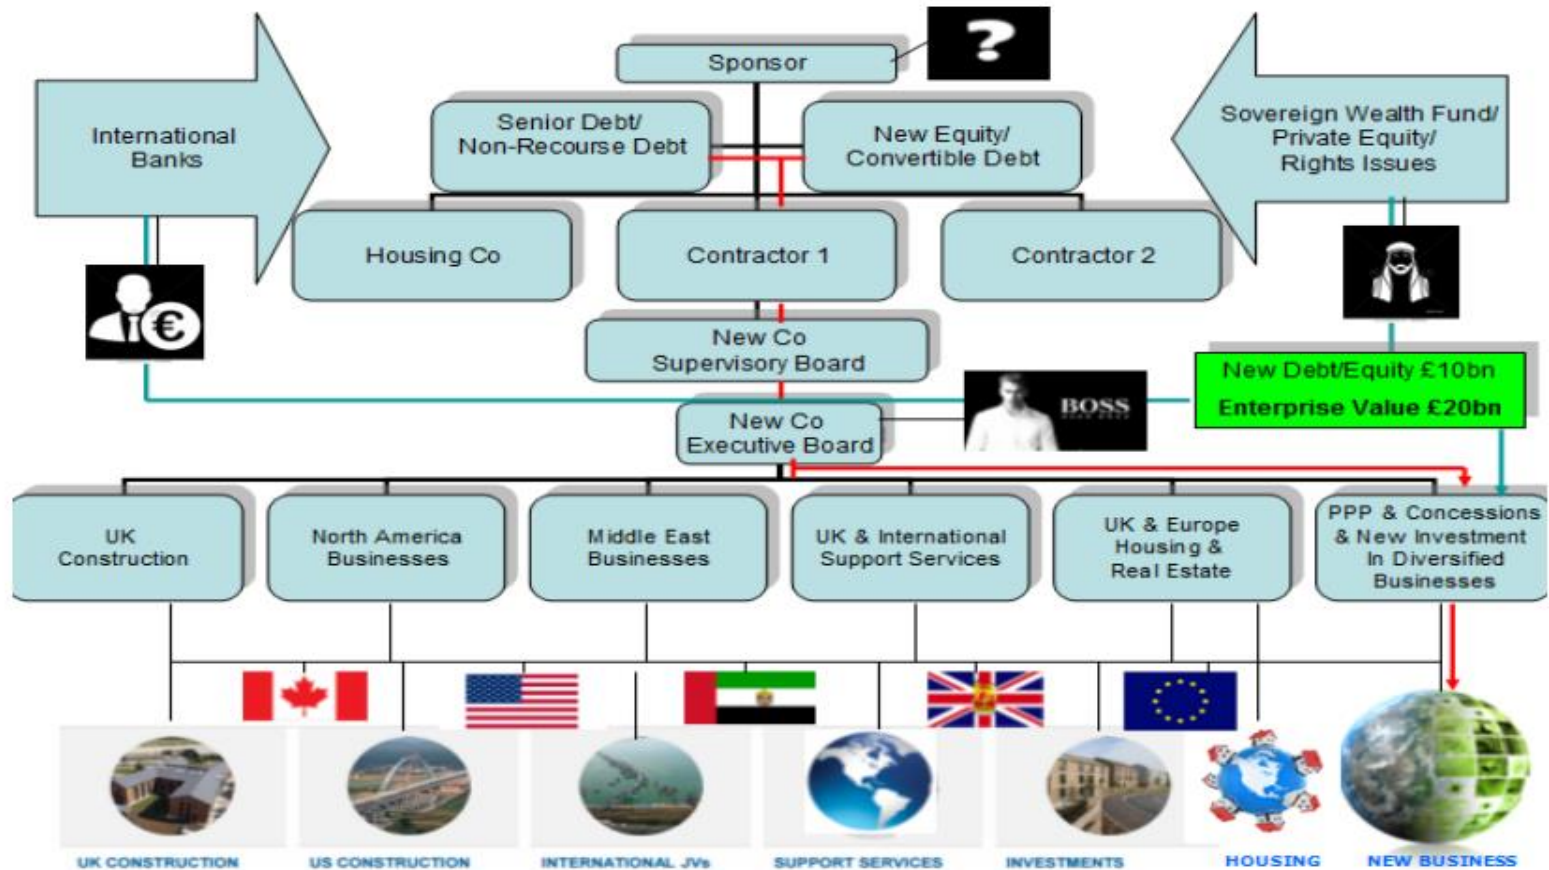 ?
Sponsor
International
Banks
Senior Debt/
Non-Recourse Debt
New Equity/
Convertible Debt
Sovereign Wealth Fund/
Private Equity/
Rights Issues
Housing Co
Contractor 1
Contractor 2
€
New Co
Supervisory Board
New Debt/Equity £10bn
Enterprise Value £20bn
BOSS
New Co
Executive Board
UK
Construction
North America
Businesses
Middle East
Businesses
UK & International
Support Services
UK & Europe
Housing &
Real Estate
PPP & Concessions
& New Investment
In Diversified
Businesses
UK CONSTRUCTION
US CONSTRUCTION
INTERNATIONAL JVs
SUPPORT SERVICES
INVESTMENTS
HOUSING
NEW BUSINESS